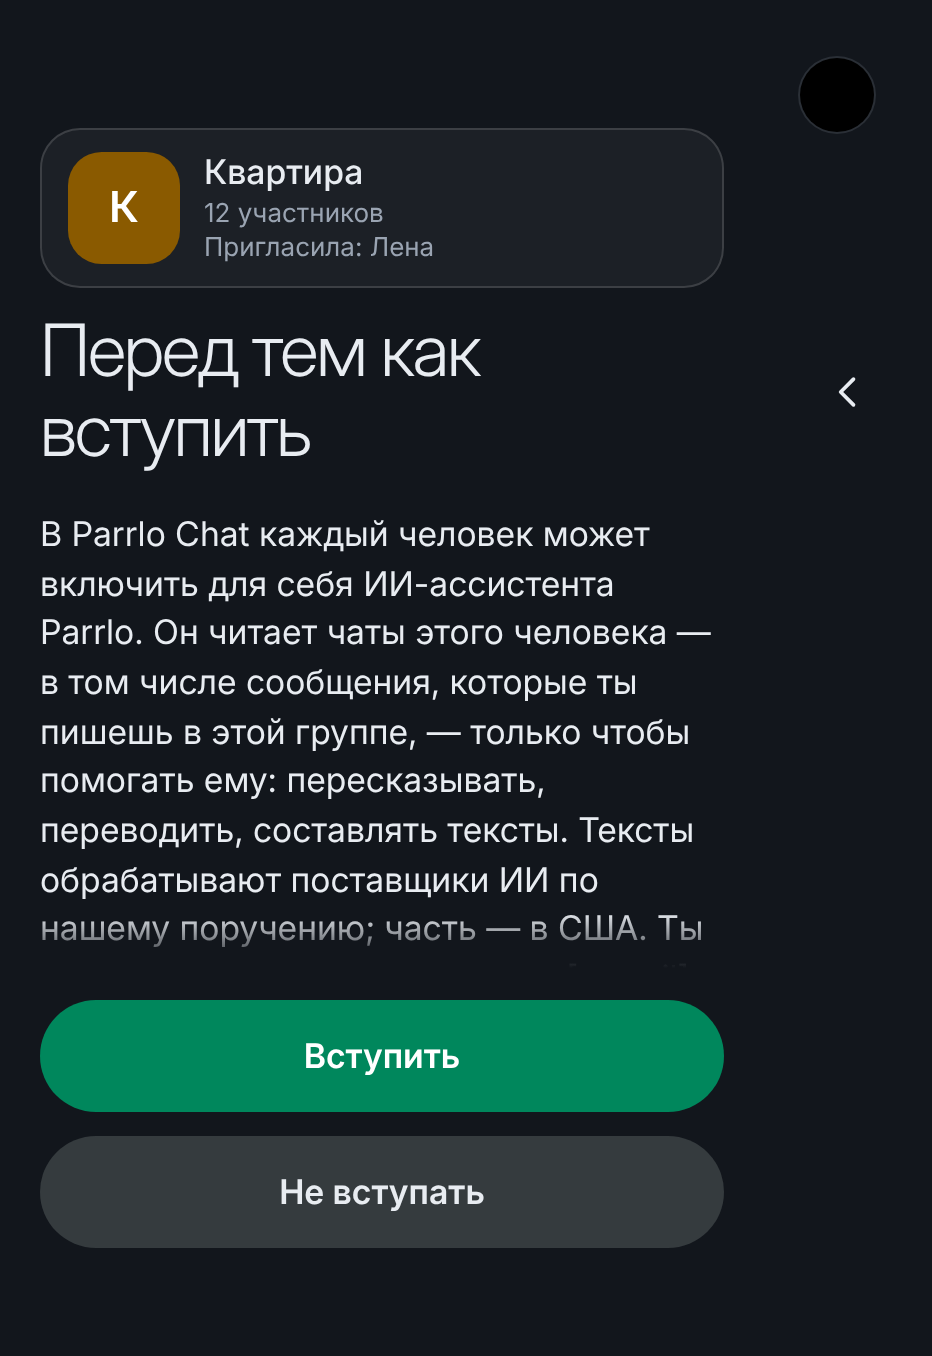 К
Квартира
12 участников
Пригласила: Лена
Перед тем как
вступить
В Parrlo Chat каждый человек может
включить для себя ИИ-ассистента
Parrlo. Он читает чаты этого человека —
в том числе сообщения, которые ты
пишешь в этой группе, — только чтобы
помогать ему: пересказывать,
переводить, составлять тексты. Тексты
обрабатывают поставщики ИИ по
нашему поручению; часть — в США. Ты
Вступить
Не вступать